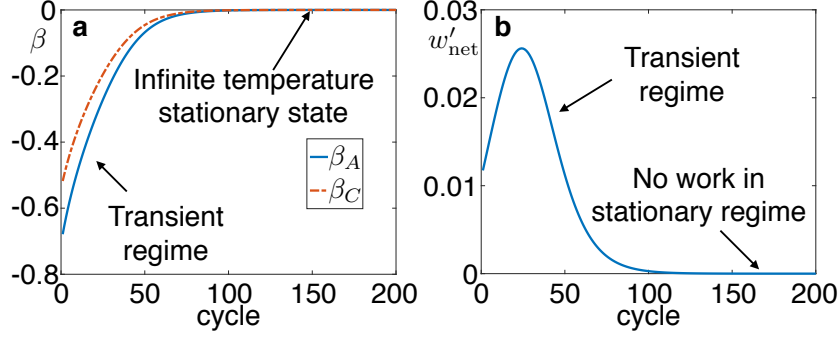 a
β
0
-0.2
-0.4
-0.6
-0.8
Infinite temperature
stationary state
β_A
β_C
Transient
regime
0 50 100 150 200
cycle
b
w′_net
0.03
0.02
0.01
0
Transient
regime
No work in
stationary regime
0 50 100 150 200
cycle